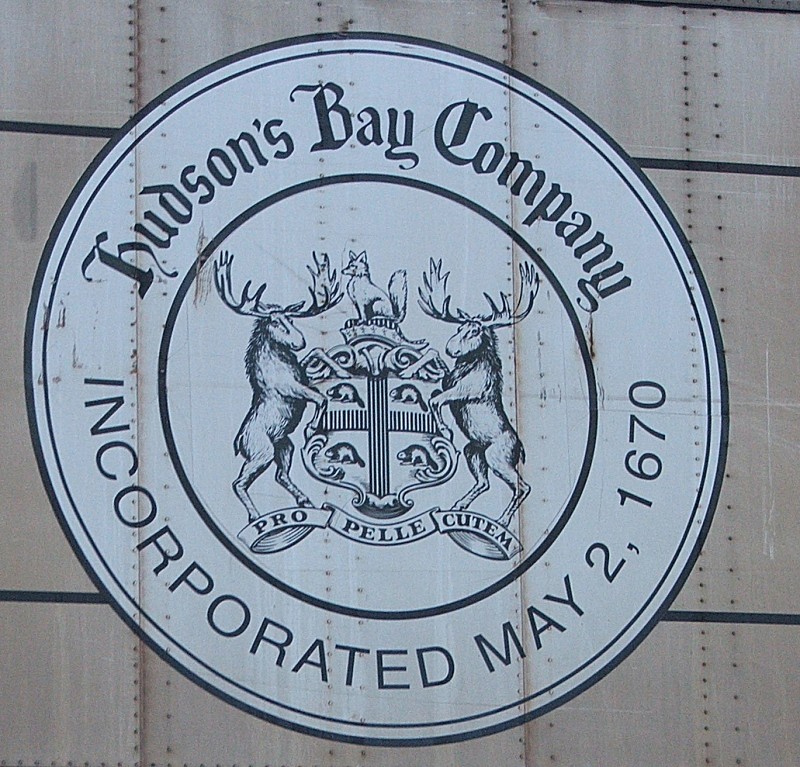 Hudson's Bay Company
PRO PELLE CUTEM
INCORPORATED MAY 2, 1670